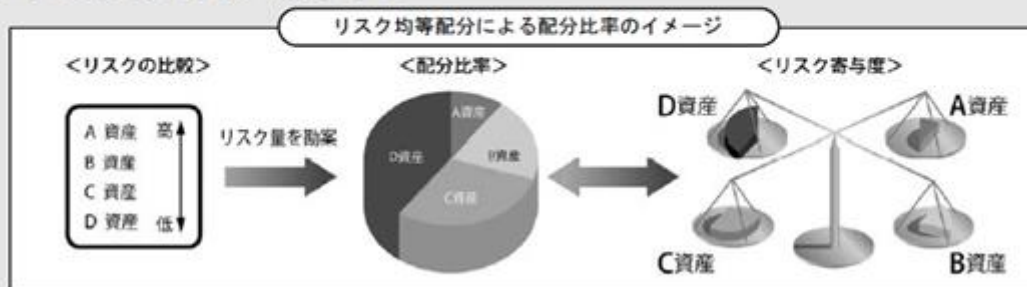 リスク均等配分による配分比率のイメージ
＜リスクの比較＞
A 資産 高
B 資産
C 資産
D 資産 低
リスク量を勘案
＜配分比率＞
A資産
B資産
C資産
D資産
＜リスク寄与度＞
D資産
A資産
C資産
B資産